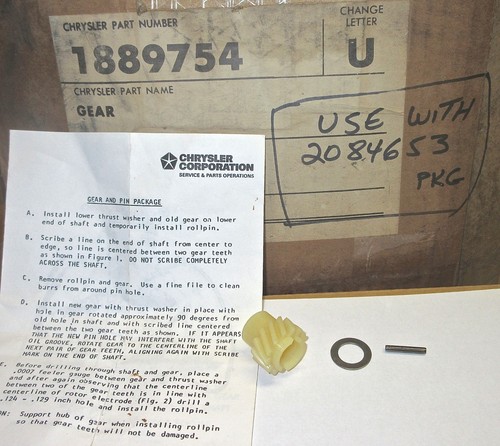 CHRYSLER PART NUMBER
1889754
CHANGE
LETTER
U
CHRYSLER PART NAME
GEAR
USE WITH
2084653
PKG
CHRYSLER
CORPORATION
SERVICE & PARTS OPERATIONS
GEAR AND PIN PACKAGE
A. Install lower thrust washer and old gear on lower
end of shaft and temporarily install rollpin.
B. Scribe a line on the end of shaft from center to
edge, so line is centered between two gear teeth
as shown in Figure 1. DO NOT SCRIBE COMPLETELY
ACROSS THE SHAFT.
C. Remove rollpin and gear. Use a fine file to clean
burrs from around pin hole.
D. Install new gear with thrust washer in place with
hole in gear rotated approximately 90 degrees from
old hole in shaft and with scribed line centered
between the two gear teeth as shown. IF IT APPEARS
THAT THE NEW PIN HOLE MAY INTERFERE WITH THE SHAFT
OIL GROOVE, ROTATE GEAR TO THE CENTERLINE OF THE
NEXT PAIR OF GEAR TEETH, ALIGNING AGAIN WITH SCRIBE
MARK ON THE END OF SHAFT.
E. Before drilling through shaft and gear, place a
.0007 feeler gauge between gear and thrust washer
and after again observing that the centerline
between two of the gear teeth is in line with
centerline of rotor electrode (Fig. 2) drill a
.124 - .129 inch hole and install the rollpin.
ON: Support hub of gear when installing rollpin
so that gear teeth will not be damaged.